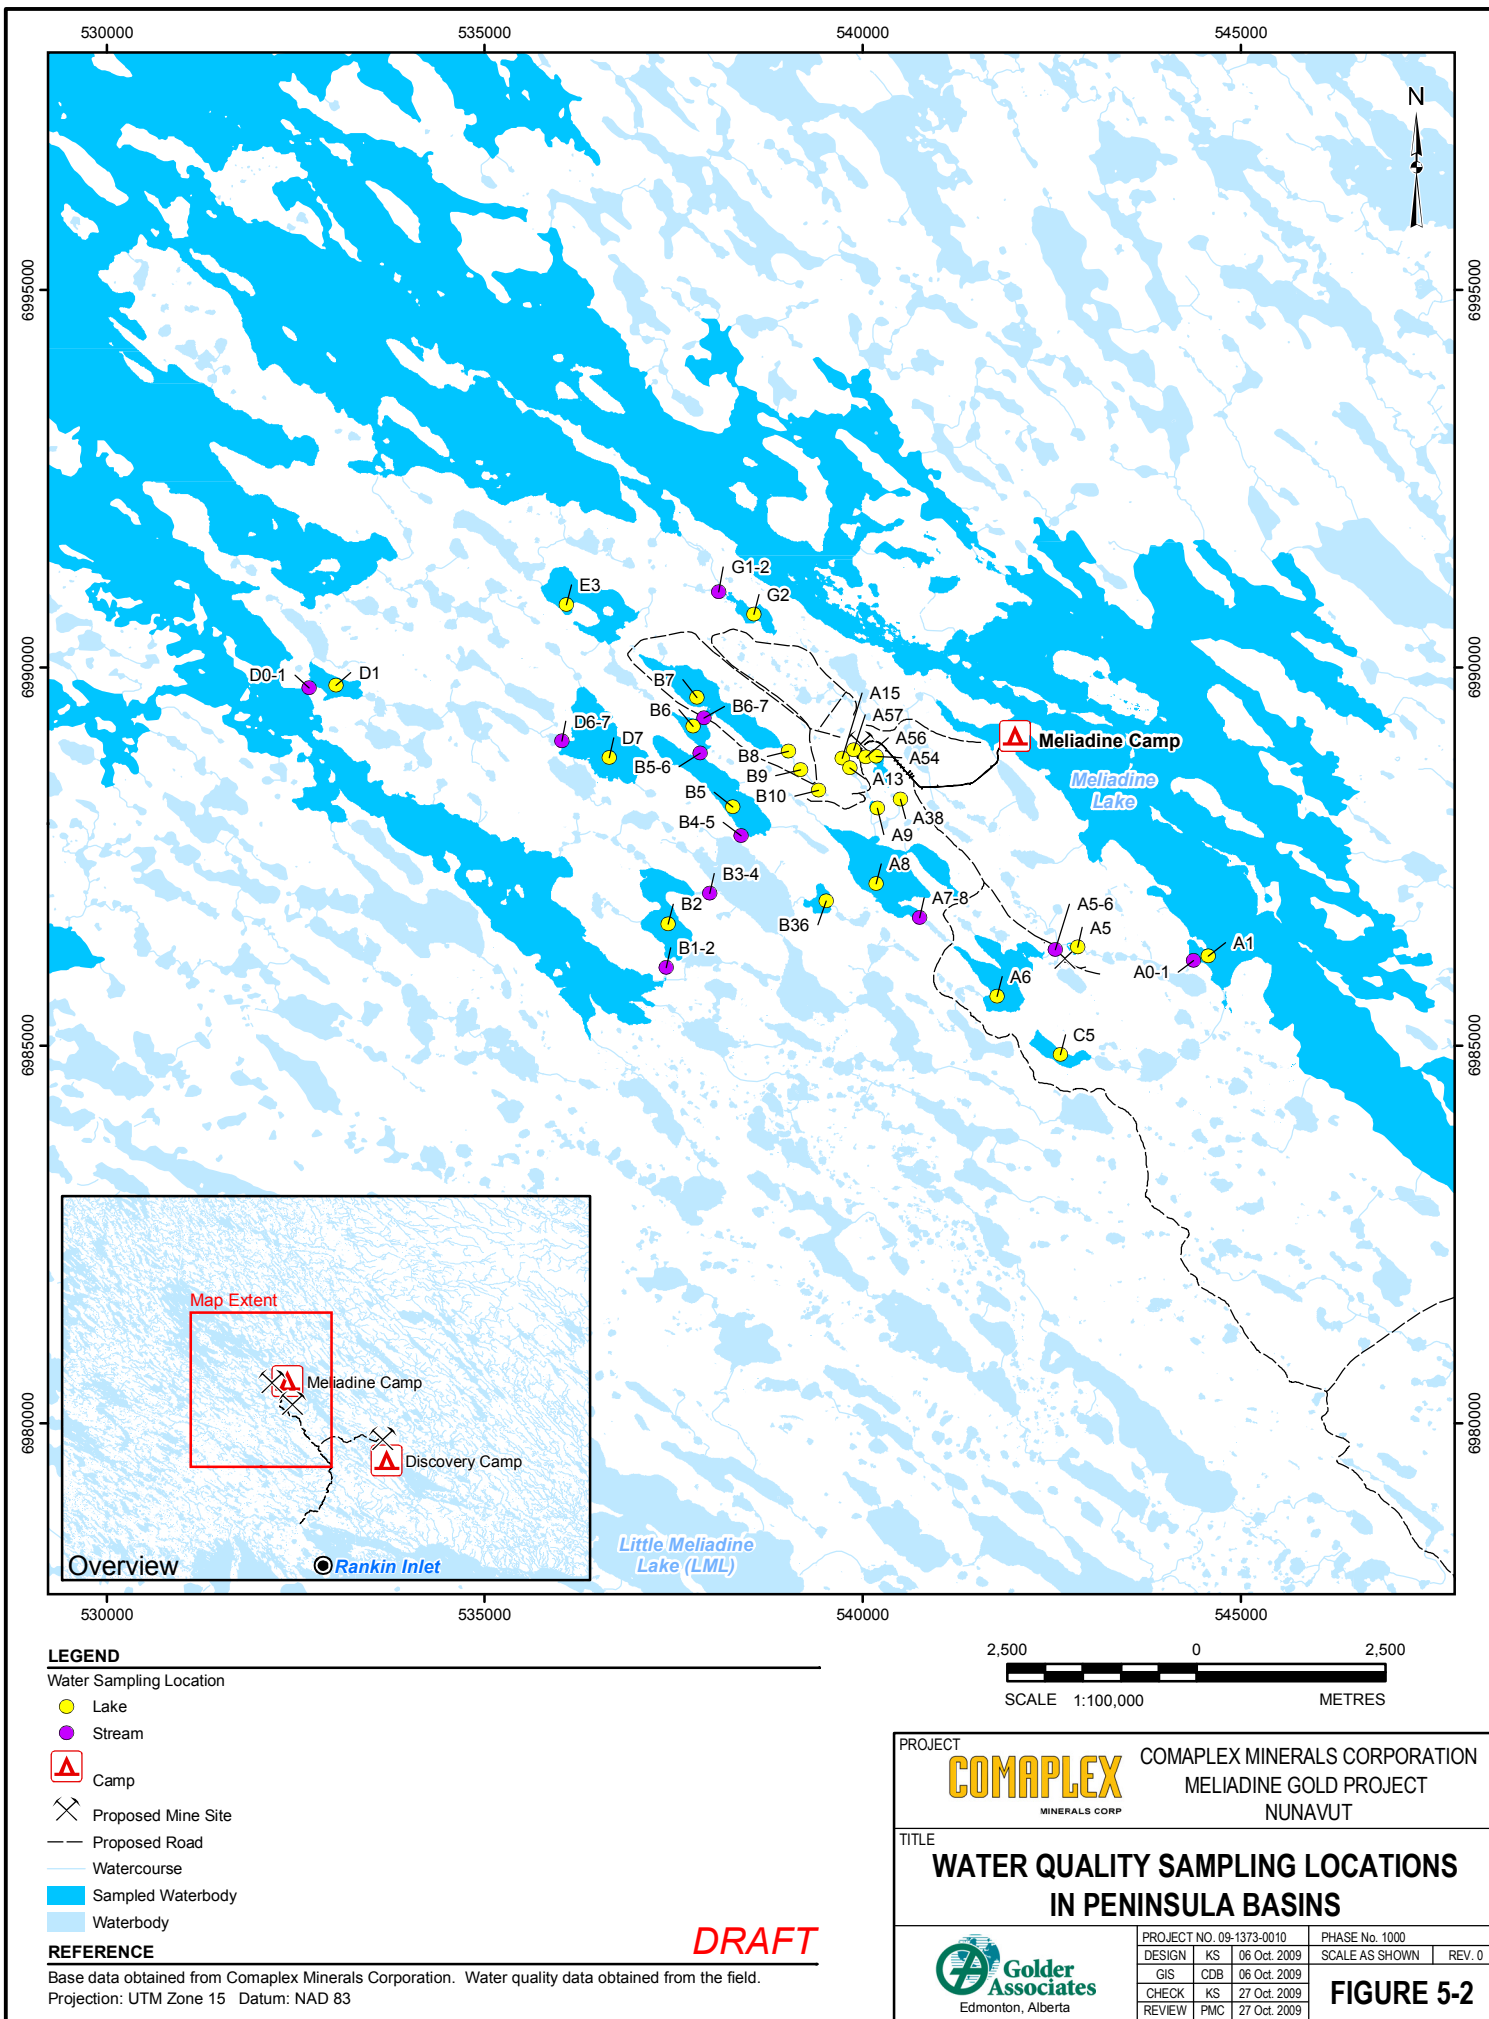 530000
535000
540000
545000
N
6995000
6995000
G1-2
E3
G2
6990000
6990000
D0-1
D1
B7
A15
B6
B6-7
A57
D6-7
A56
Meliadine Camp
D7
B8
A54
B5-6
B9
A13
Meliadine
Lake
B5
B10
B4-5
A38
A9
A8
B3-4
A7-8
A5-6
B2
B36
A5
B1-2
A1
A0-1
A6
C5
6985000
6985000
Map Extent
Meliadine Camp
Discovery Camp
6980000
6980000
Little Meliadine
Lake (LML)
Overview
Rankin Inlet
530000
535000
540000
545000
LEGEND
Water Sampling Location
Lake
Stream
Camp
Proposed Mine Site
Proposed Road
Watercourse
Sampled Waterbody
Waterbody
DRAFT
REFERENCE
Base data obtained from Comaplex Minerals Corporation. Water quality data obtained from the field.
Projection: UTM Zone 15 Datum: NAD 83
2,500 0 2,500
SCALE 1:100,000 METRES
PROJECT
COMAPLEX
MINERALS CORP
COMAPLEX MINERALS CORPORATION
MELIADINE GOLD PROJECT
NUNAVUT
TITLE
WATER QUALITY SAMPLING LOCATIONS
IN PENINSULA BASINS
Golder
Associates
Edmonton, Alberta
PROJECT NO. 09-1373-0010 PHASE No. 1000
DESIGN KS 06 Oct. 2009 SCALE AS SHOWN REV. 0
GIS CDB 06 Oct. 2009
CHECK KS 27 Oct. 2009
REVIEW PMC 27 Oct. 2009
FIGURE 5-2